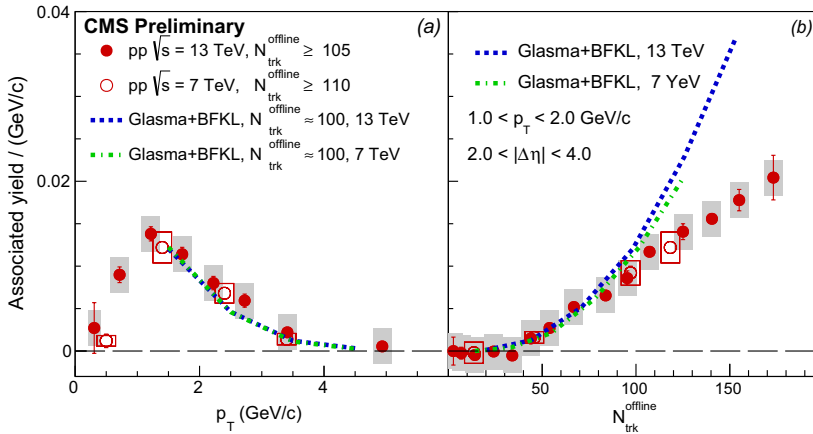 CMS Preliminary
(a)
pp √s = 13 TeV, N_trk^offline ≥ 105
pp √s = 7 TeV, N_trk^offline ≥ 110
Glasma+BFKL, N_trk^offline ≈ 100, 13 TeV
Glasma+BFKL, N_trk^offline ≈ 100, 7 TeV
Associated yield / (GeV/c)
0.04
0.02
0
0
2
4
p_T (GeV/c)
(b)
Glasma+BFKL, 13 TeV
Glasma+BFKL, 7 YeV
1.0 < p_T < 2.0 GeV/c
2.0 < |Δη| < 4.0
50
100
150
N_trk^offline